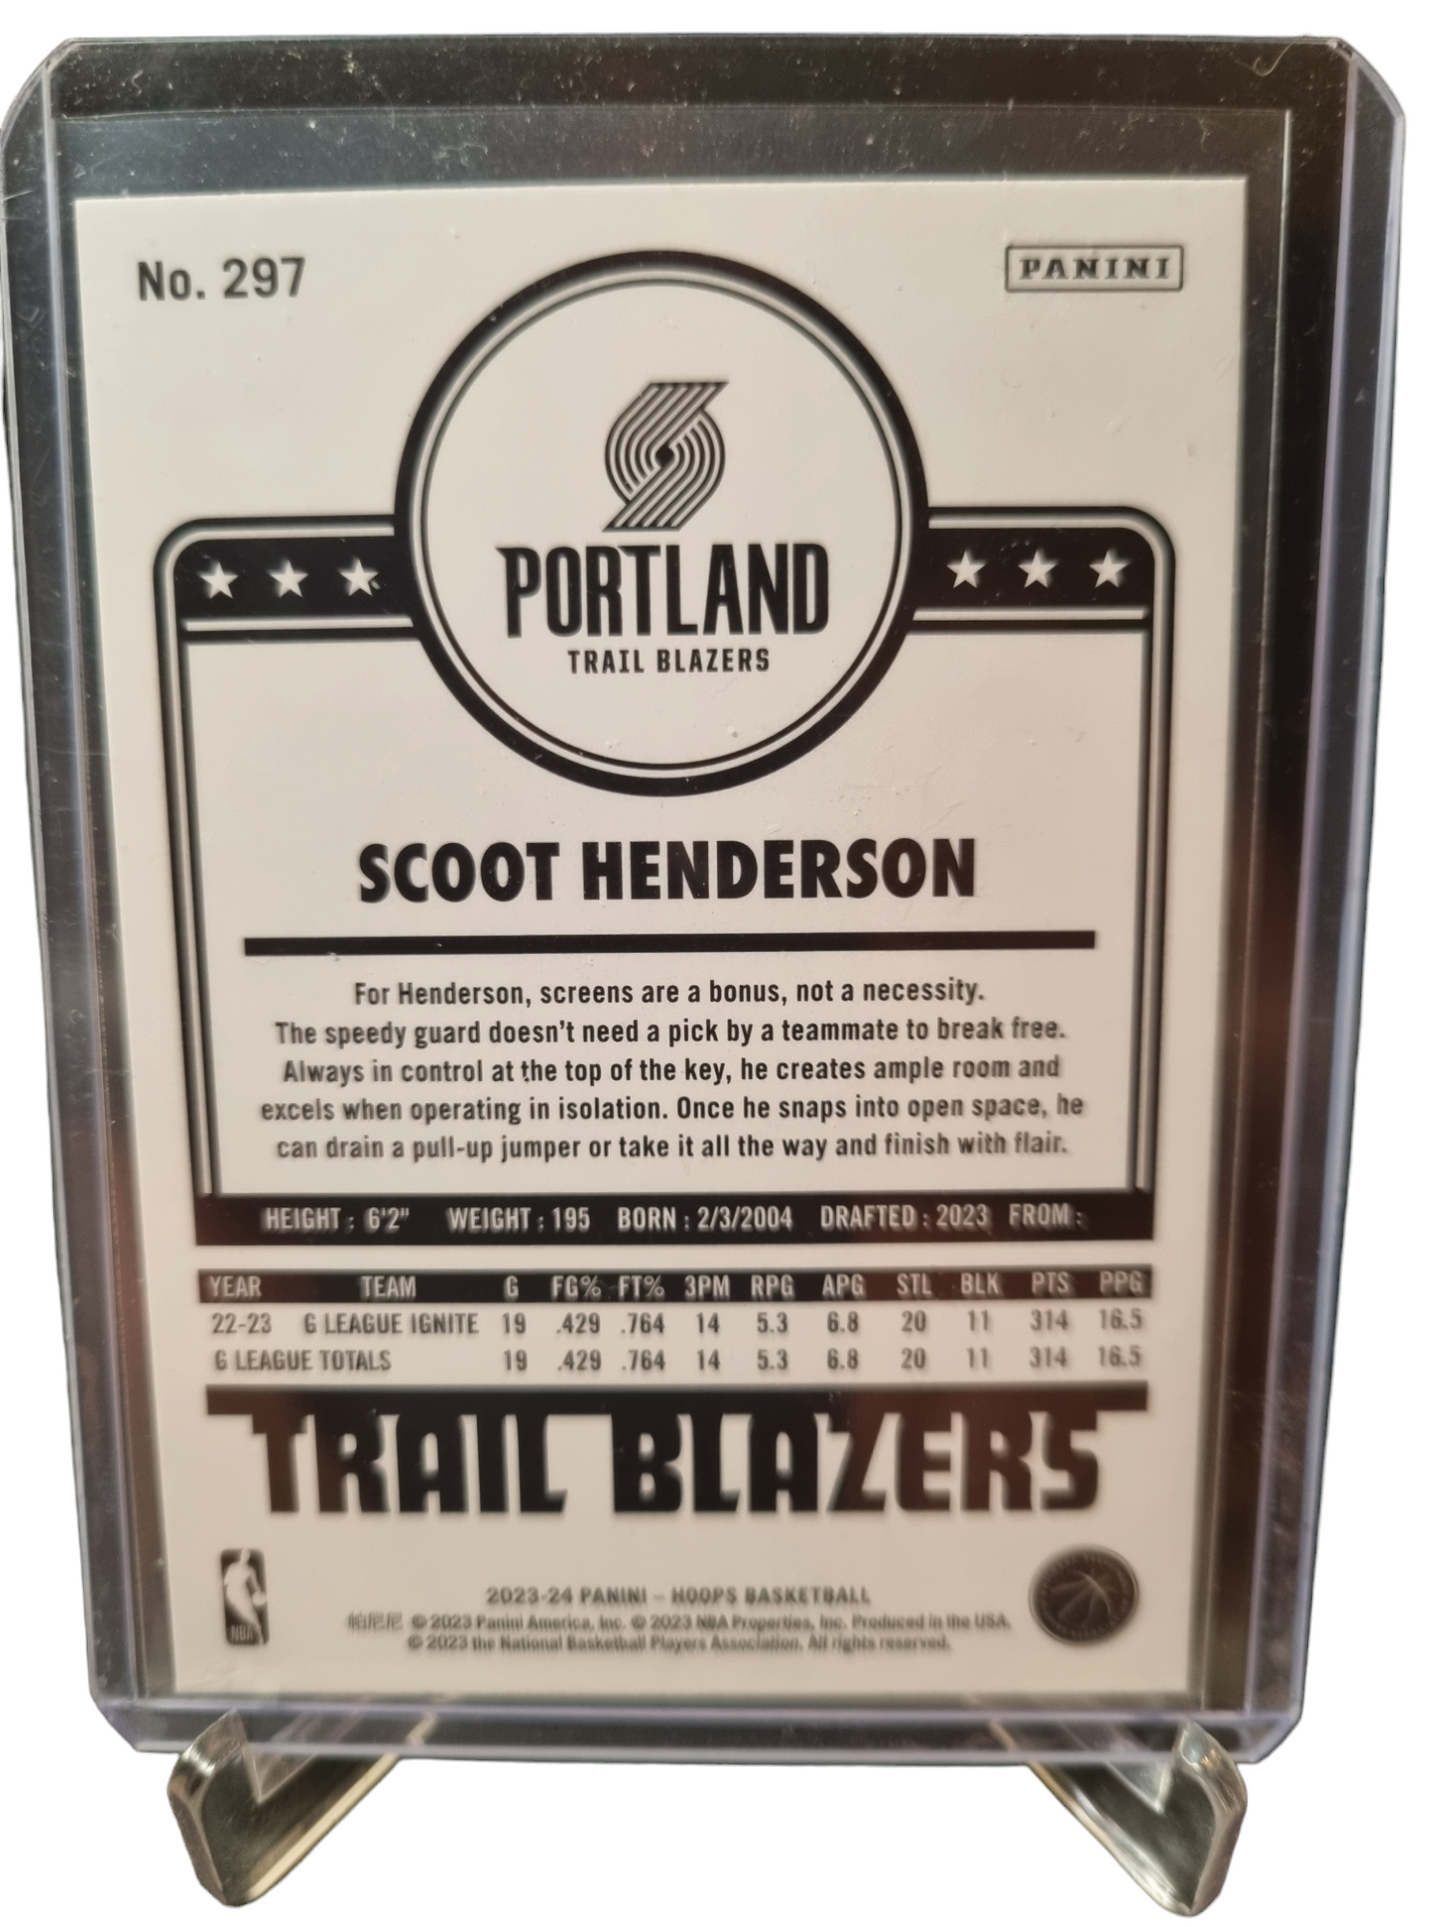 No. 297
PANINI
PORTLAND
TRAIL BLAZERS
SCOOT HENDERSON
For Henderson, screens are a bonus, not a necessity.
The speedy guard doesn't need a pick by a teammate to break free.
Always in control at the top of the key, he creates ample room and
excels when operating in isolation. Once he snaps into open space, he
can drain a pull-up jumper or take it all the way and finish with flair.
HEIGHT : 6'2" WEIGHT : 195 BORN : 2/3/2004 DRAFTED : 2023 FROM :
YEAR TEAM G FG% FT% 3PM RPG APG STL BLK PTS PPG
22-23 G LEAGUE IGNITE 19 .429 .764 14 5.3 6.8 20 11 314 16.5
G LEAGUE TOTALS 19 .429 .764 14 5.3 6.8 20 11 314 16.5
TRAIL BLAZERS
NBA
2023-24 PANINI – HOOPS BASKETBALL
帕尼尼 © 2023 Panini America, Inc. © 2023 NBA Properties, Inc. Produced in the USA.
© 2023 the National Basketball Players Association. All rights reserved.